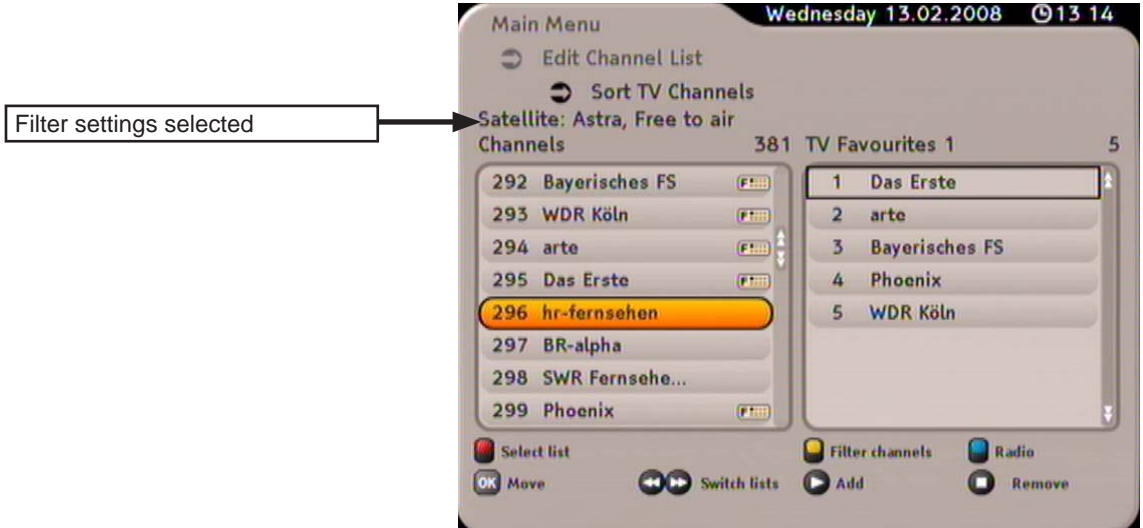 Main Menu
Wednesday 13.02.2008 13 14
Edit Channel List
Sort TV Channels
Filter settings selected
Satellite: Astra, Free to air
Channels 381
TV Favourites 1 5
292 Bayerisches FS F
293 WDR Köln F
294 arte F
295 Das Erste F
296 hr-fernsehen
297 BR-alpha
298 SWR Fernsehe...
299 Phoenix F
1 Das Erste
2 arte
3 Bayerisches FS
4 Phoenix
5 WDR Köln
Select list
Filter channels
Radio
OK Move
Switch lists
Add
Remove